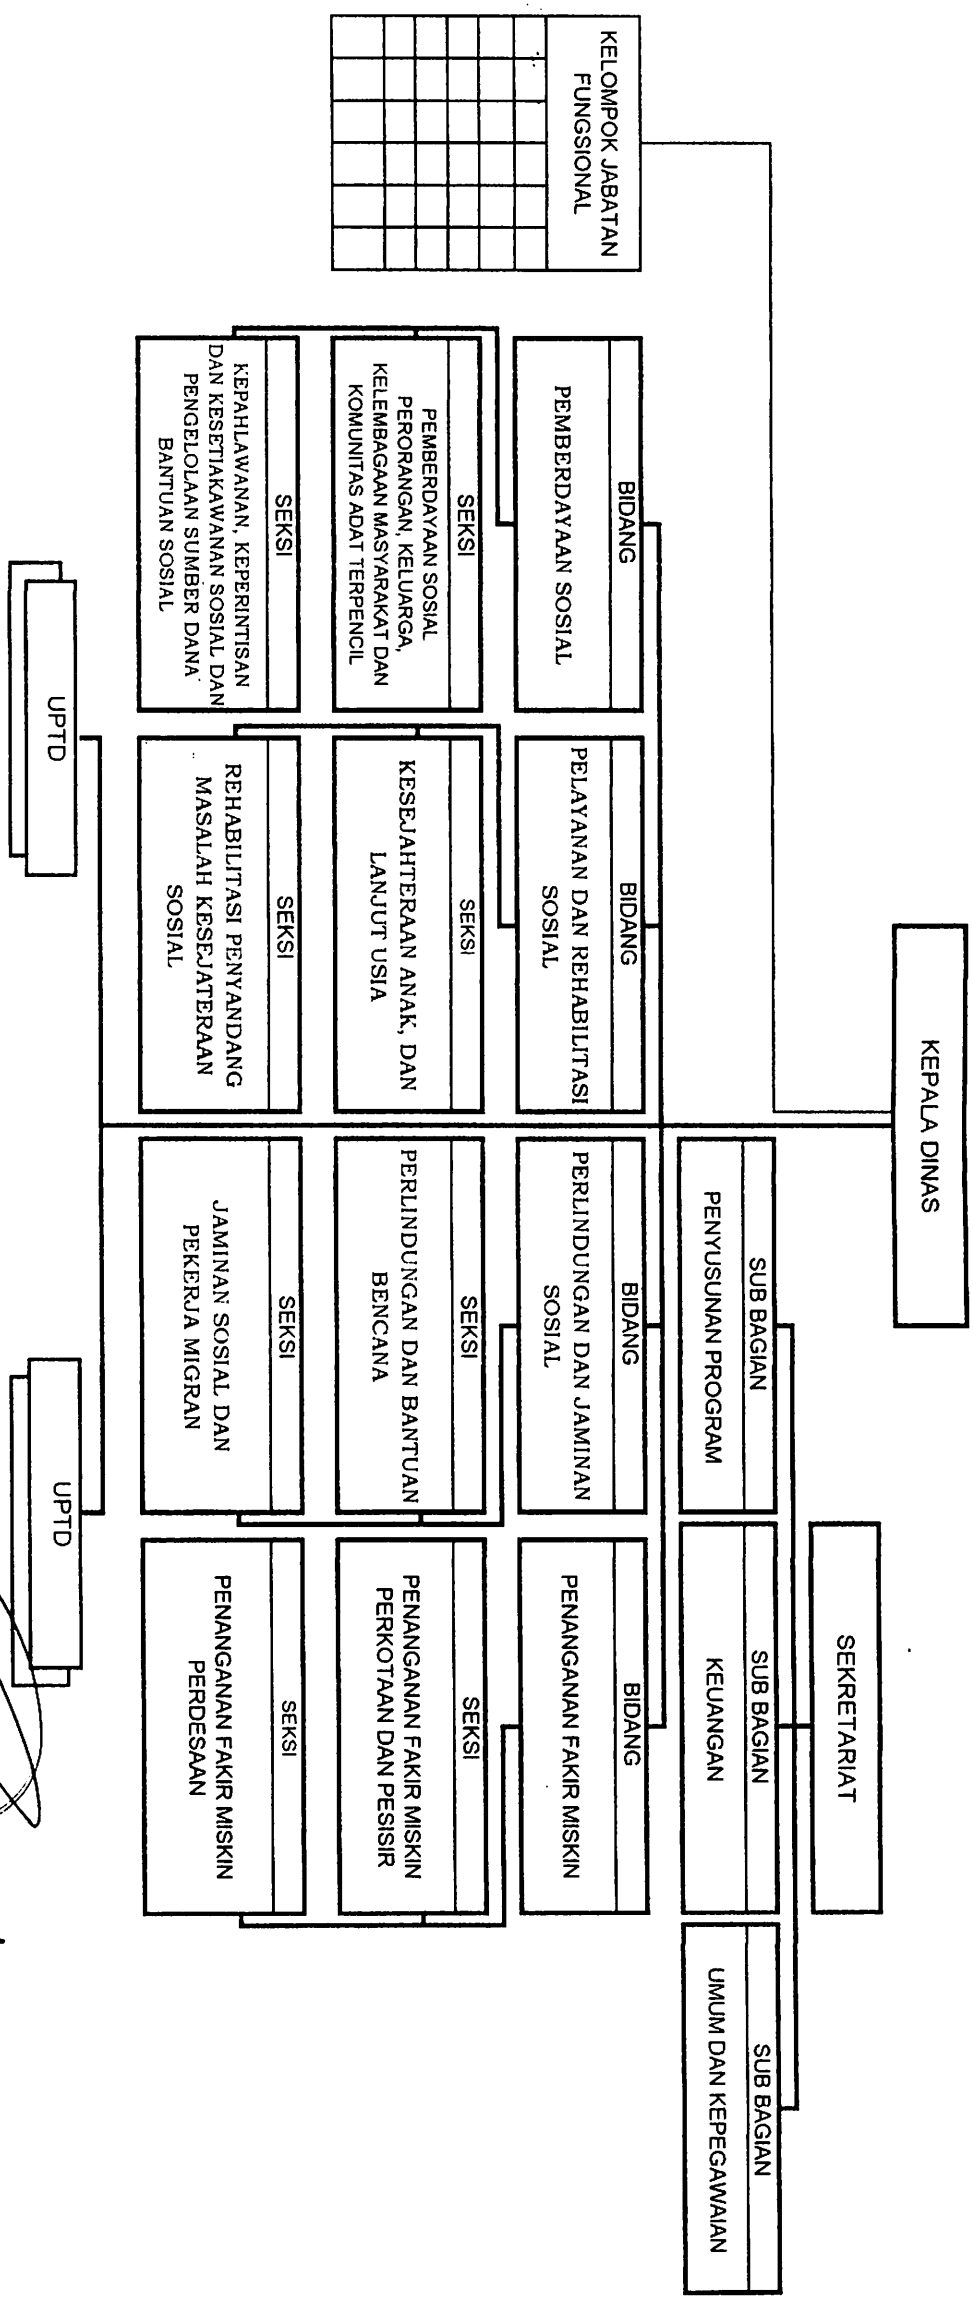 KEPALA DINAS
SEKRETARIAT
SUB BAGIAN
PENYUSUNAN PROGRAM
SUB BAGIAN
KEUANGAN
SUB BAGIAN
UMUM DAN KEPEGAWAIAN
KELOMPOK JABATAN
FUNGSIONAL
BIDANG
PEMBERDAYAAN SOSIAL
BIDANG
PELAYANAN DAN REHABILITASI
SOSIAL
BIDANG
PERLINDUNGAN DAN JAMINAN
SOSIAL
BIDANG
PENANGANAN FAKIR MISKIN
SEKSI
PEMBERDAYAAN SOSIAL
PERORANGAN, KELUARGA,
KELEMBAGAAN MASYARAKAT DAN
KOMUNITAS ADAT TERPENCIL
SEKSI
KESEJAHTERAAN ANAK, DAN
LANJUT USIA
SEKSI
PERLINDUNGAN DAN BANTUAN
BENCANA
SEKSI
PENANGANAN FAKIR MISKIN
PERKOTAAN DAN PESISIR
SEKSI
KEPAHLAWANAN, KEPERINTISAN
DAN KESETIAKAWANAN SOSIAL DAN
PENGELOLAAN SUMBER DANA
BANTUAN SOSIAL
SEKSI
REHABILITASI PENYANDANG
MASALAH KESEJATERAAN
SOSIAL
SEKSI
JAMINAN SOSIAL DAN
PEKERJA MIGRAN
SEKSI
PENANGANAN FAKIR MISKIN
PERDESAAN
UPTD
UPTD